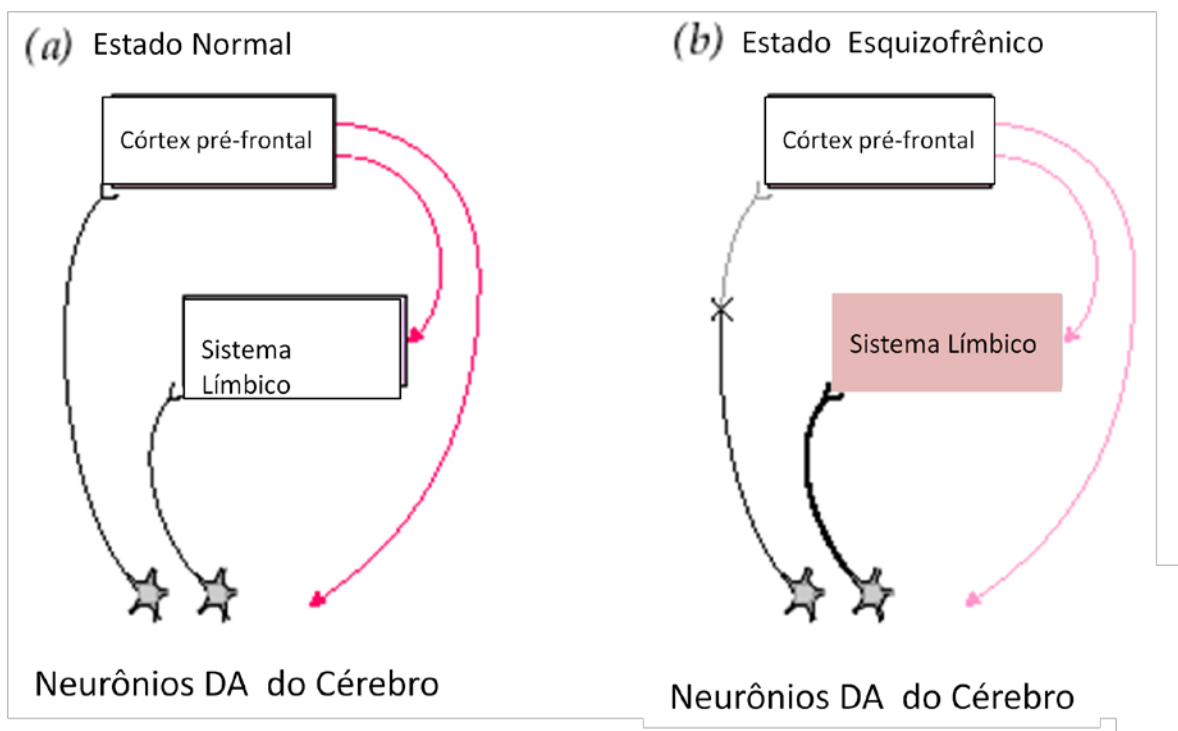 (a) Estado Normal
Córtex pré-frontal
Sistema
Límbico
Neurônios DA do Cérebro
(b) Estado Esquizofrênico
Córtex pré-frontal
Sistema Límbico
Neurônios DA do Cérebro